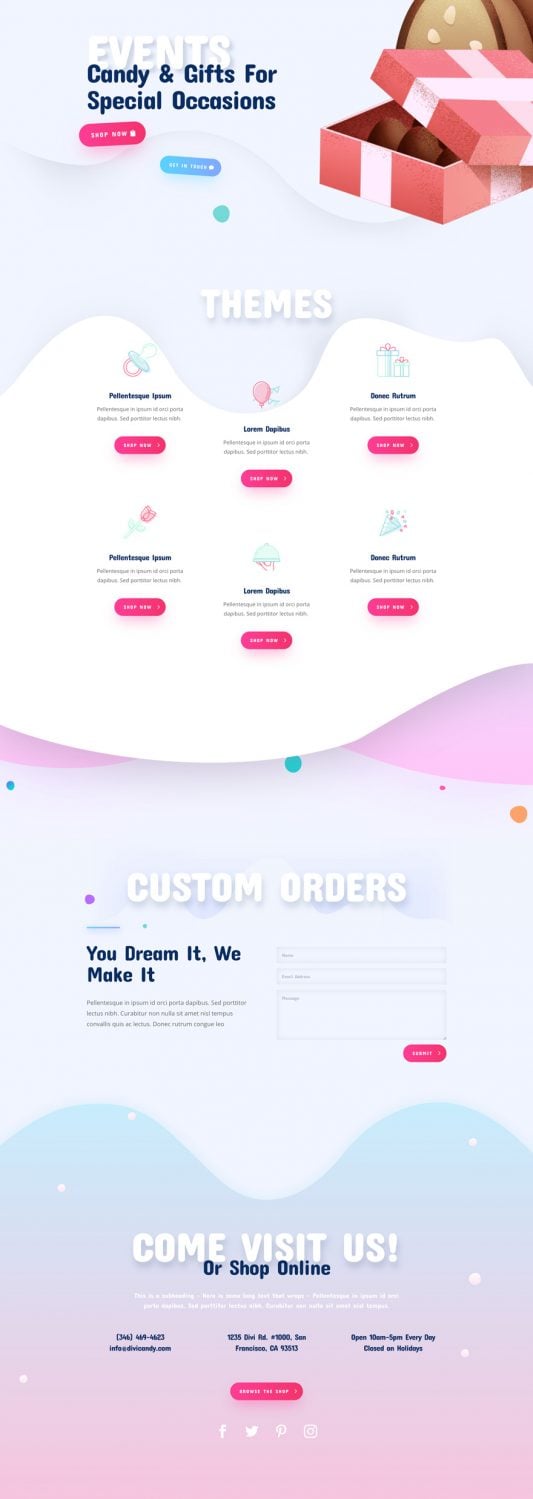 EVENTS
Candy & Gifts For
Special Occasions
SHOP NOW
GET IN TOUCH
THEMES
Pellentesque Ipsum
Pellentesque in ipsum id orci porta
dapibus. Sed porttitor lectus nibh.
SHOP NOW
Lorem Dapibus
Pellentesque in ipsum id orci porta
dapibus. Sed porttitor lectus nibh.
SHOP NOW
Donec Rutrum
Pellentesque in ipsum id orci porta
dapibus. Sed porttitor lectus nibh.
SHOP NOW
Pellentesque Ipsum
Pellentesque in ipsum id orci porta
dapibus. Sed porttitor lectus nibh.
SHOP NOW
Lorem Dapibus
Pellentesque in ipsum id orci porta
dapibus. Sed porttitor lectus nibh.
SHOP NOW
Donec Rutrum
Pellentesque in ipsum id orci porta
dapibus. Sed porttitor lectus nibh.
SHOP NOW
CUSTOM ORDERS
You Dream It, We
Make It
Pellentesque in ipsum id orci porta dapibus. Sed porttitor
lectus nibh. Curabitur non nulla sit amet nisl tempus
convallis quis ac lectus. Donec rutrum congue leo
Name
Email Address
Message
SUBMIT
COME VISIT US!
Or Shop Online
This is a subheading - Here is some long text that wraps - Pellentesque in ipsum id orci
porta dapibus. Sed porttitor lectus nibh. Curabitur non nulla sit amet nisl tempus.
(346) 469-4623
info@divicandy.com
1235 Divi Rd. #1000, San
Francisco, CA 93513
Open 10am-5pm Every Day
Closed on Holidays
BROWSE THE SHOP